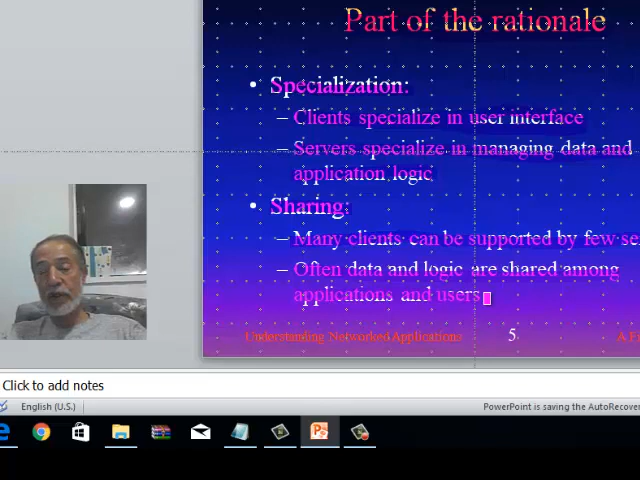 Part of the rationale
• Specialization:
– Clients specialize in user interface
– Servers specialize in managing data and
application logic
• Sharing:
– Many clients can be supported by few se
– Often data and logic are shared among
applications and users
Understanding Networked Applications 5 A Fi
Click to add notes
English (U.S.) PowerPoint is saving the AutoRecover